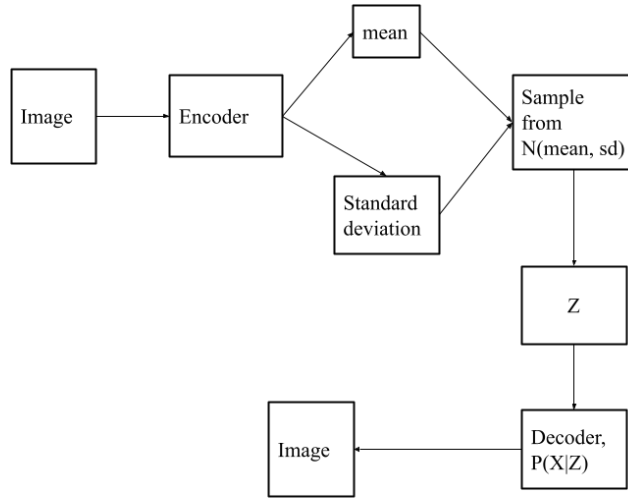 Image
Encoder
mean
Standard
deviation
Sample
from
N(mean, sd)
Z
Decoder,
P(X|Z)
Image